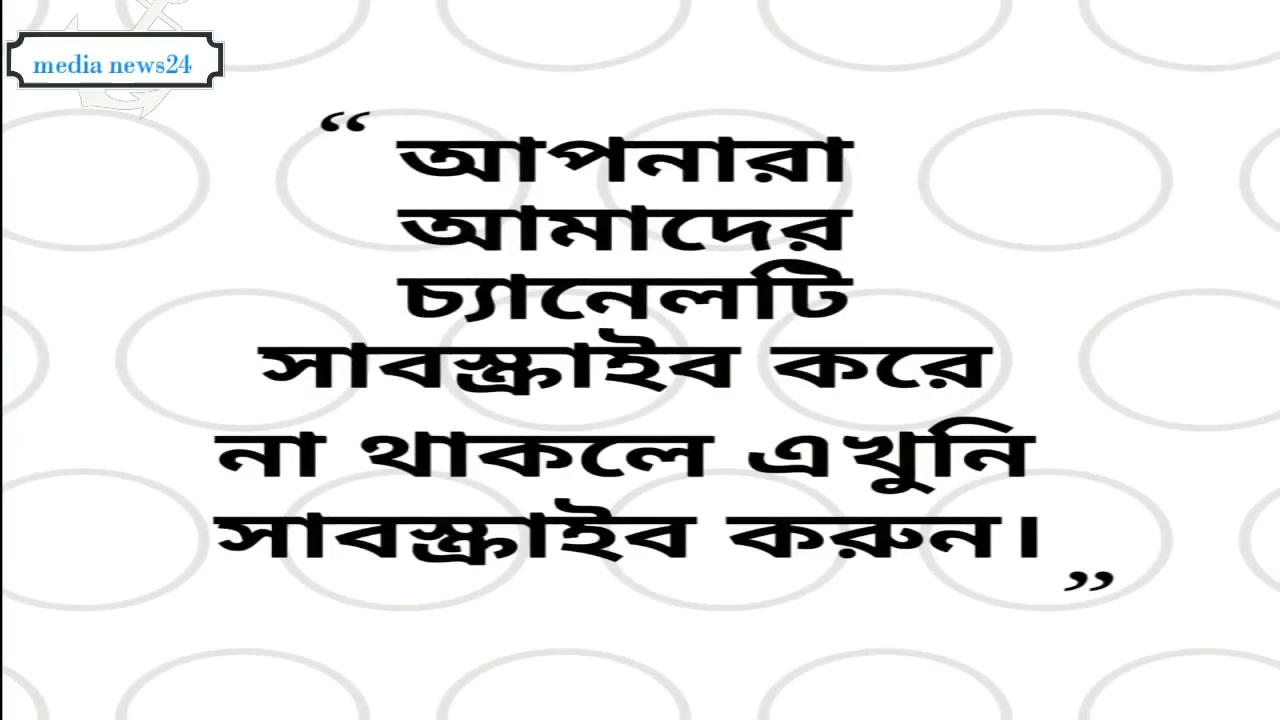 media news24
“ আপনারা
আমাদের
চ্যানেলটি
সাবস্ক্রাইব করে
না থাকলে এখুনি
সাবস্ক্রাইব করুন।
”